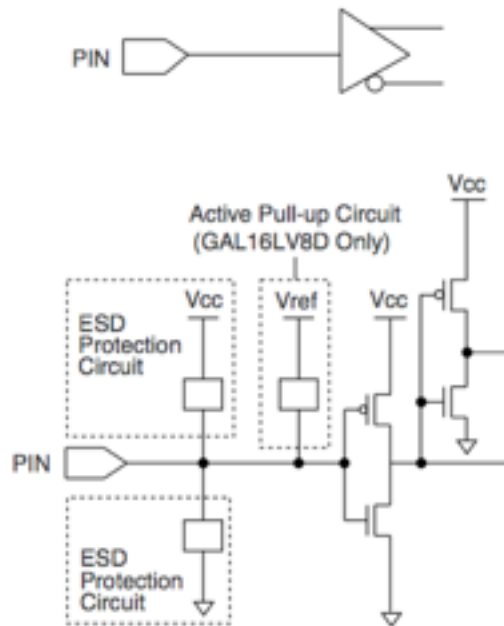 PIN
Vcc
Active Pull-up Circuit
(GAL16LV8D Only)
Vcc
Vref
Vcc
ESD
Protection
Circuit
PIN
ESD
Protection
Circuit